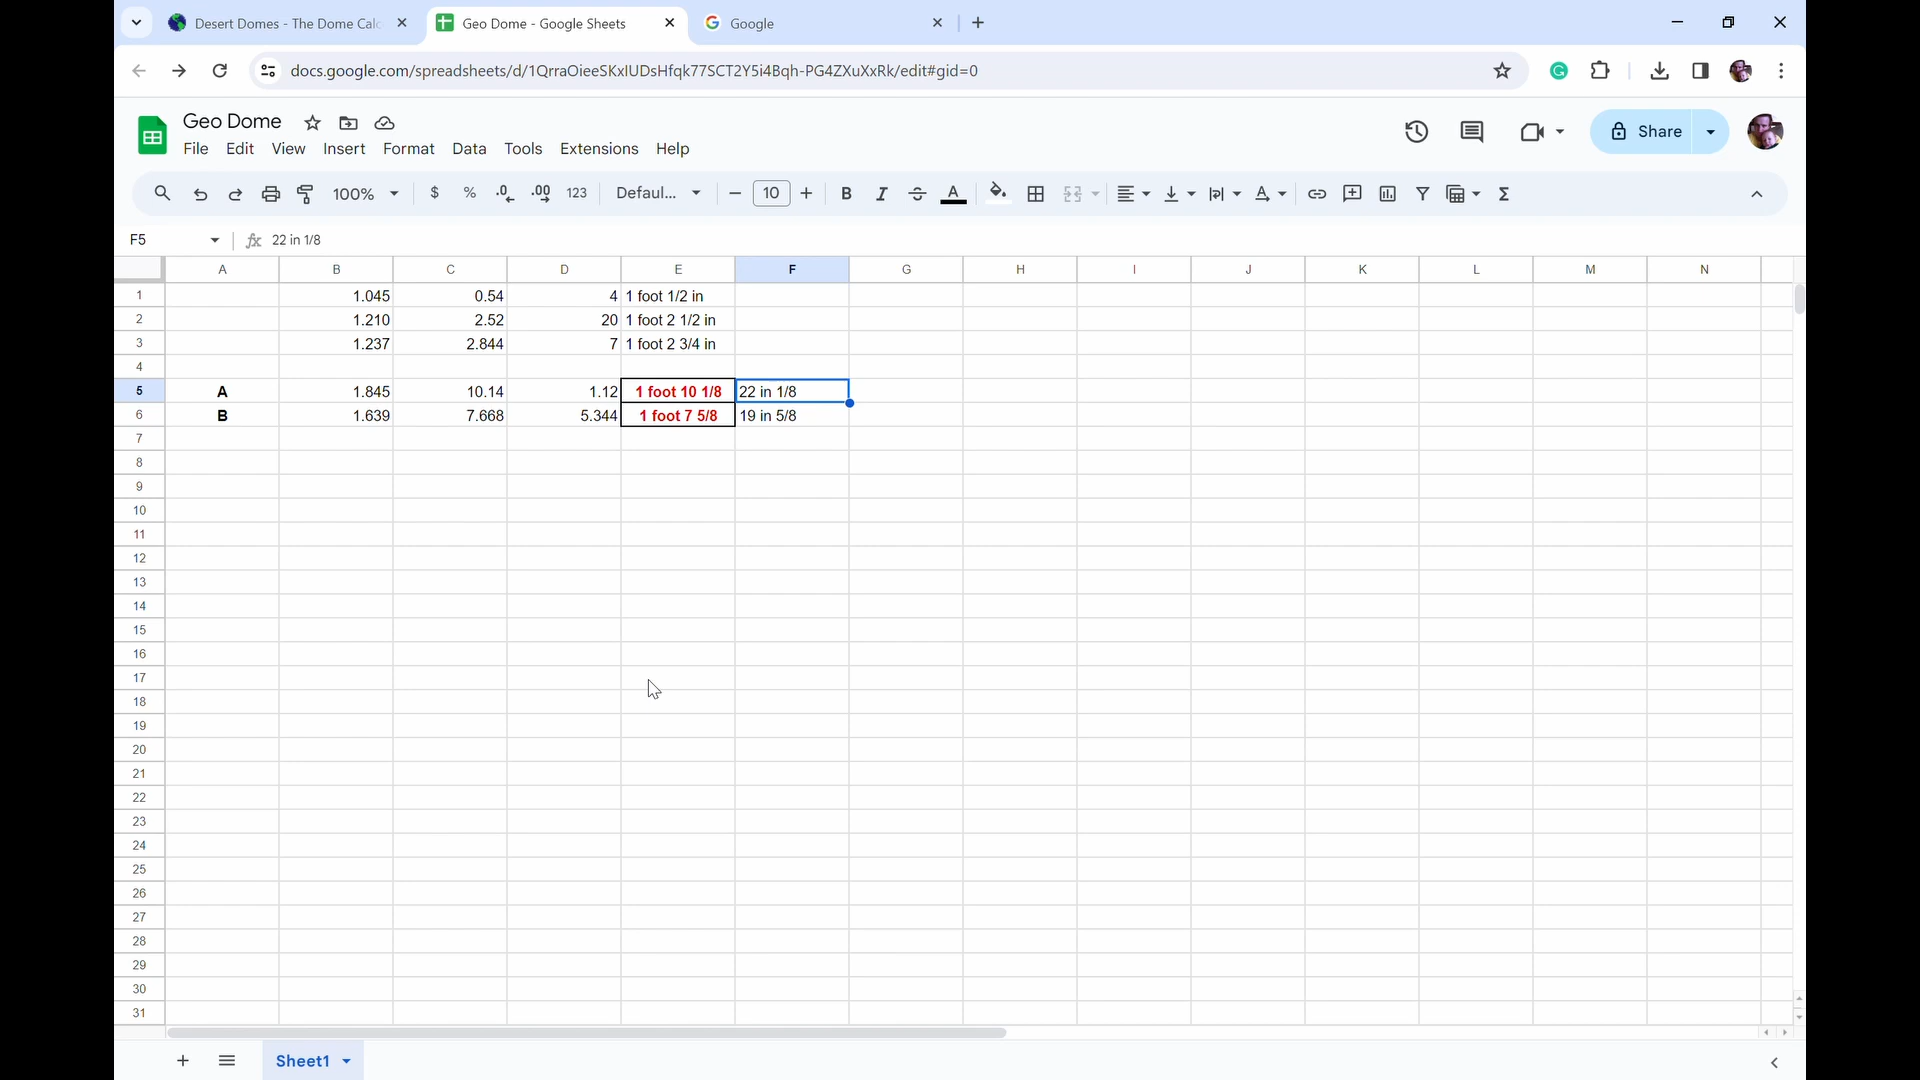 Desert Domes - The Dome Calc
Geo Dome - Google Sheets
Google
docs.google.com/spreadsheets/d/1QrraOieeSKxIUDsHfqk77SCT2Y5i4Bqh-PG4ZXuXxRk/edit#gid=0
Geo Dome
File Edit View Insert Format Data Tools Extensions Help
Share
100% $ % .0 .00 123 Defaul... 10 B I A
F5 fx 22 in 1/8
A B C D E F G H I J K L M N
1 1.045 0.54 4 1 foot 1/2 in
2 1.210 2.52 20 1 foot 2 1/2 in
3 1.237 2.844 7 1 foot 2 3/4 in
4
5 A 1.845 10.14 1.12 1 foot 10 1/8 22 in 1/8
6 B 1.639 7.668 5.344 1 foot 7 5/8 19 in 5/8
7
8
9
10
11
12
13
14
15
16
17
18
19
20
21
22
23
24
25
26
27
28
29
30
31
Sheet1